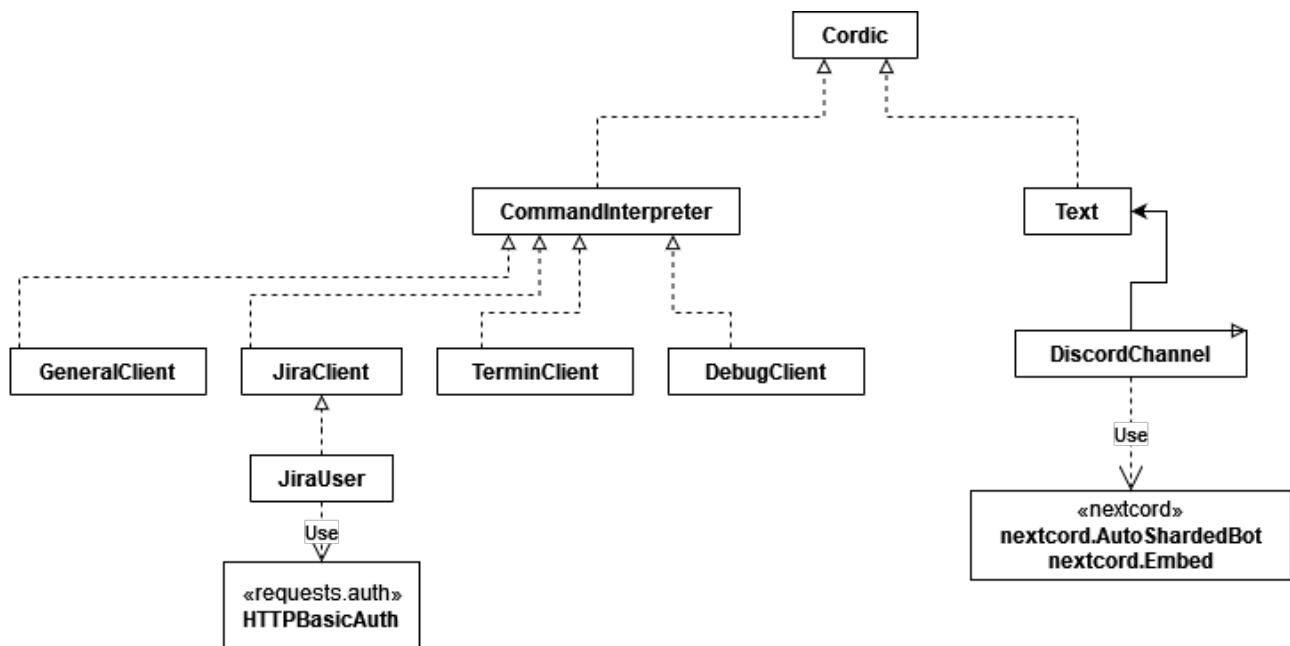 Cordic
CommandInterpreter
Text
GeneralClient
JiraClient
TerminClient
DebugClient
DiscordChannel
Use
JiraUser
Use
«nextcord»
nextcord.AutoShardedBot
nextcord.Embed
«requests.auth»
HTTPBasicAuth